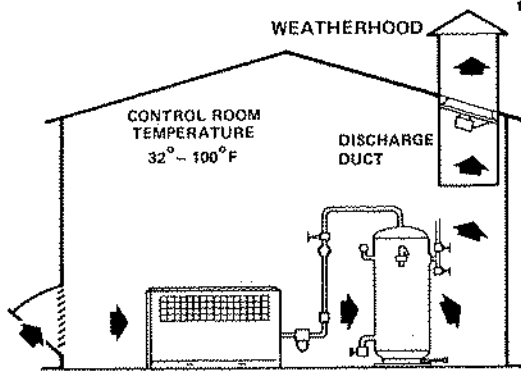 WEATHERHOOD
CONTROL ROOM
TEMPERATURE
32° – 100°F
DISCHARGE
DUCT